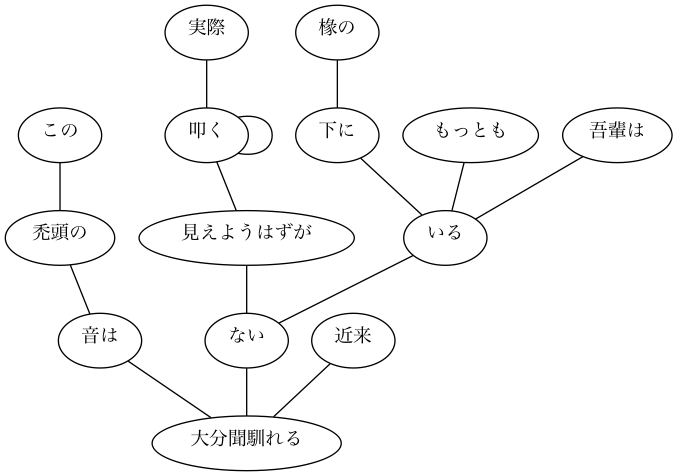 実際
椽の
この
叩く
下に
もっとも
吾輩は
禿頭の
見えようはずが
いる
音は
ない
近来
大分聞馴れる